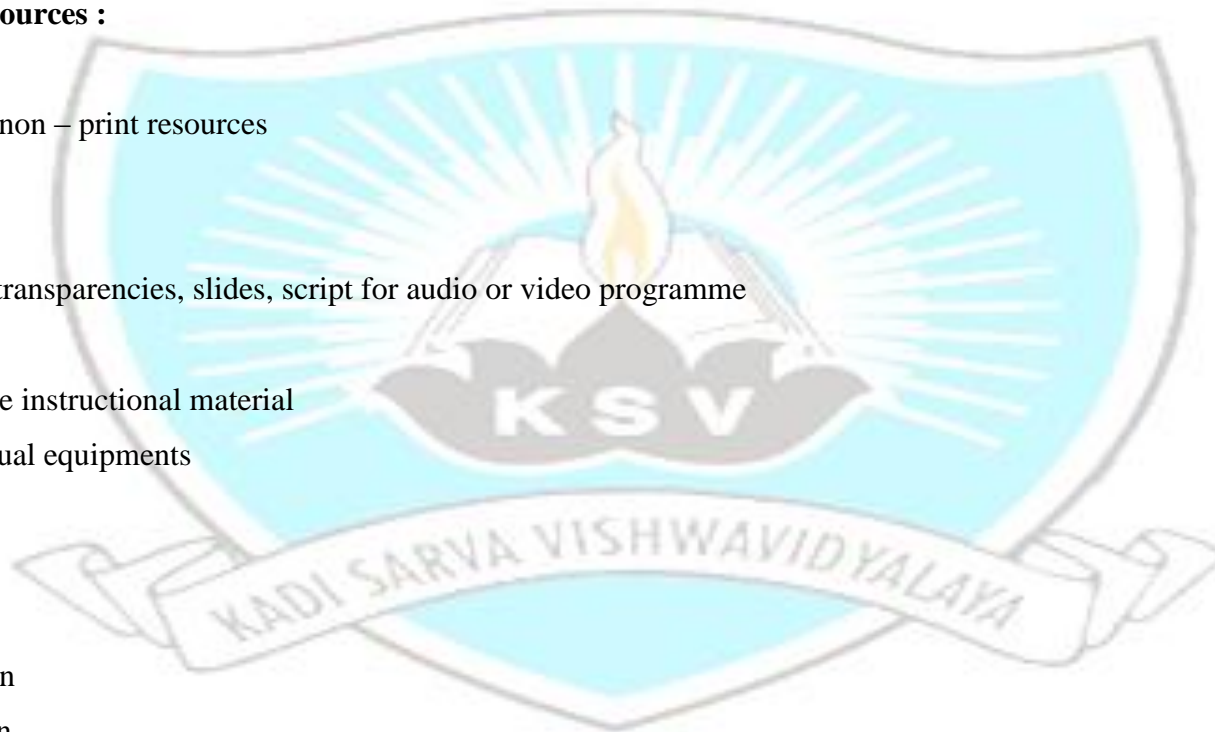 ources :
non – print resources
transparencies, slides, script for audio or video programme
e instructional material
ual equipments
KSV
KADI SARVA VISHWAVIDYALAYA
n
n